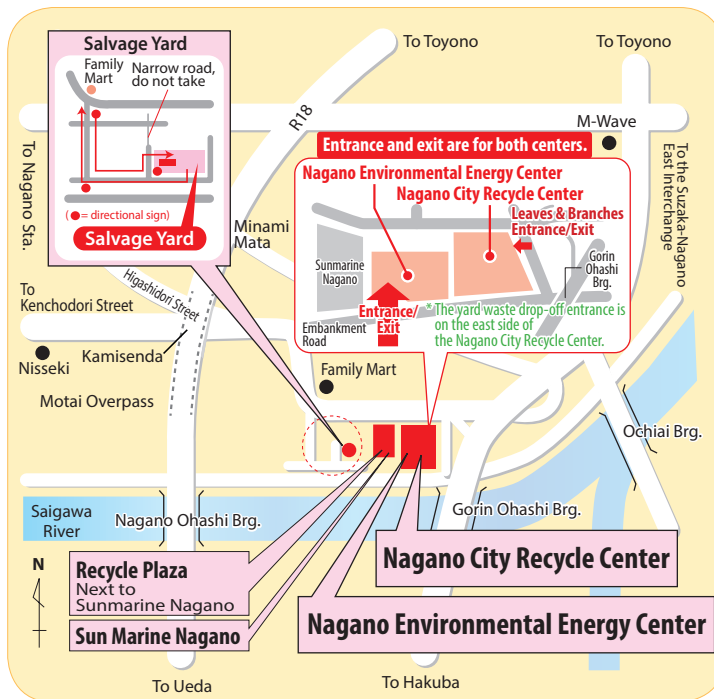 Salvage Yard
Family
Mart
Narrow road,
do not take
( ●= directional sign)
Salvage Yard
To Toyono
To Toyono
R18
M-Wave
To Nagano Sta.
To the Suzaka-Nagano
East Interchange
Entrance and exit are for both centers.
Nagano Environmental Energy Center
Nagano City Recycle Center
Leaves & Branches
Entrance/Exit
Sunmarine
Nagano
Gorin
Ohashi
Brg.
Entrance/
Exit
Embankment
Road
* The yard waste drop-off entrance is
on the east side of
the Nagano City Recycle Center.
Minami
Mata
Higashidori Street
To
Kenchodori Street
Nisseki
Kamisenda
Motai Overpass
Family Mart
Ochiai Brg.
Saigawa
River
Nagano Ohashi Brg.
Gorin Ohashi Brg.
N
Recycle Plaza
Next to
Sunmarine Nagano
Sun Marine Nagano
Nagano City Recycle Center
Nagano Environmental Energy Center
To Ueda
To Hakuba